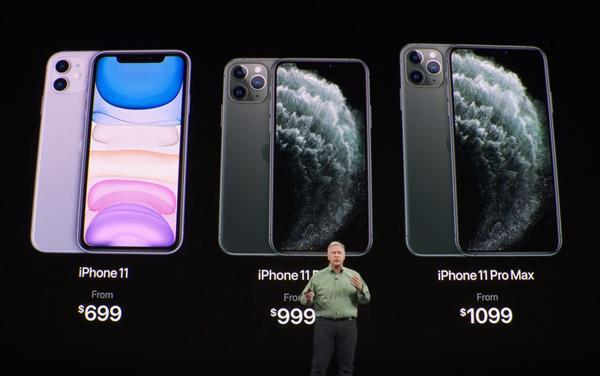 iPhone 11
From
$699
iPhone 11
$999
iPhone 11 Pro Max
From
$1099